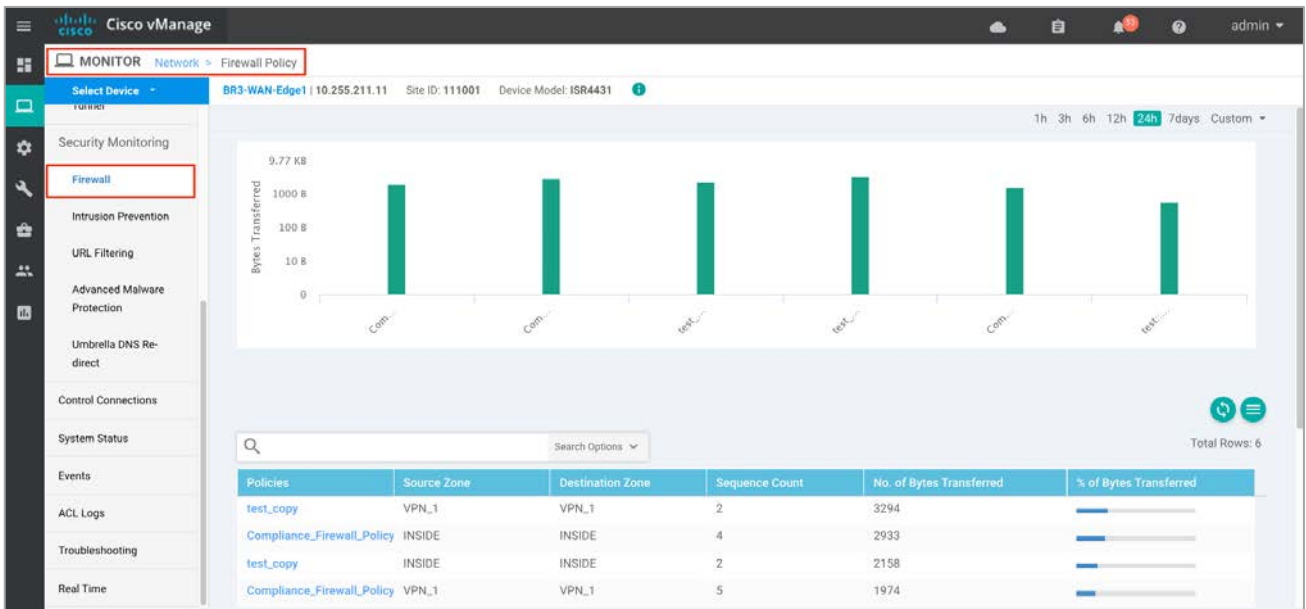 cisco Cisco vManage
53
admin
MONITOR Network > Firewall Policy
Select Device
BR3-WAN-Edge1 | 10.255.211.11 Site ID: 111001 Device Model: ISR4431
Tunnel
1h 3h 6h 12h 24h 7days Custom
Security Monitoring
Firewall
Intrusion Prevention
URL Filtering
Advanced Malware
Protection
Umbrella DNS Re-
direct
Control Connections
System Status
Events
ACL Logs
Troubleshooting
Real Time
Bytes Transferred
9.77 KB
1000 B
100 B
10 B
0
Com...
Com...
test_...
test_...
Com...
test_...
Search Options
Total Rows: 6
Policies Source Zone Destination Zone Sequence Count No. of Bytes Transferred % of Bytes Transferred
test_copy VPN_1 VPN_1 2 3294
Compliance_Firewall_Policy INSIDE INSIDE 4 2933
test_copy INSIDE INSIDE 2 2158
Compliance_Firewall_Policy VPN_1 VPN_1 5 1974